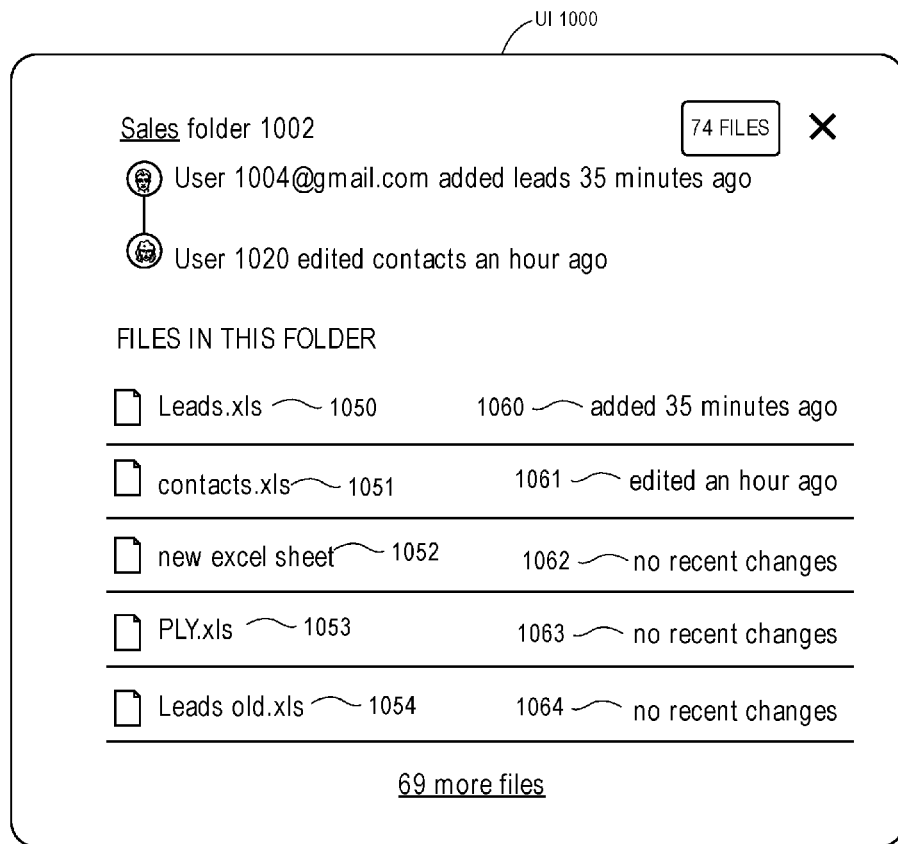 UI 1000
Sales folder 1002 74 FILES X
User 1004@gmail.com added leads 35 minutes ago
User 1020 edited contacts an hour ago
FILES IN THIS FOLDER
Leads.xls 1050 1060 added 35 minutes ago
contacts.xls 1051 1061 edited an hour ago
new excel sheet 1052 1062 no recent changes
PLY.xls 1053 1063 no recent changes
Leads old.xls 1054 1064 no recent changes
69 more files